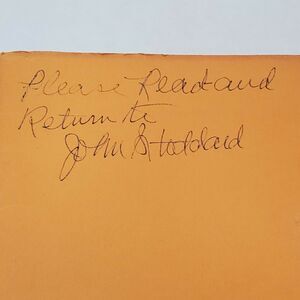 Please Read and
Return to
John Stoddard